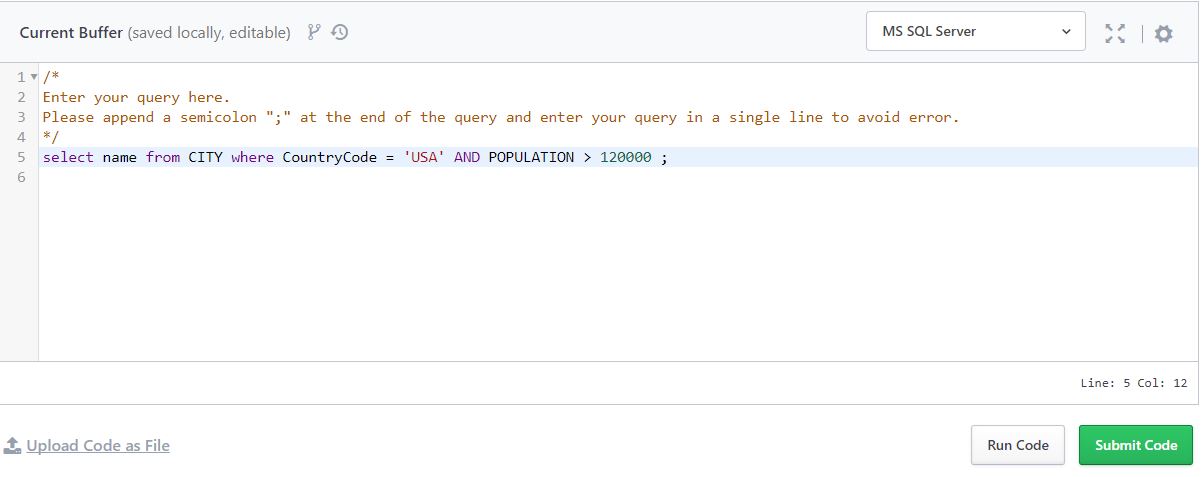 Current Buffer (saved locally, editable)
MS SQL Server
1 /*
2 Enter your query here.
3 Please append a semicolon ";" at the end of the query and enter your query in a single line to avoid error.
4 */
5 select name from CITY where CountryCode = 'USA' AND POPULATION > 120000 ;
6
Line: 5 Col: 12
Upload Code as File
Run Code
Submit Code